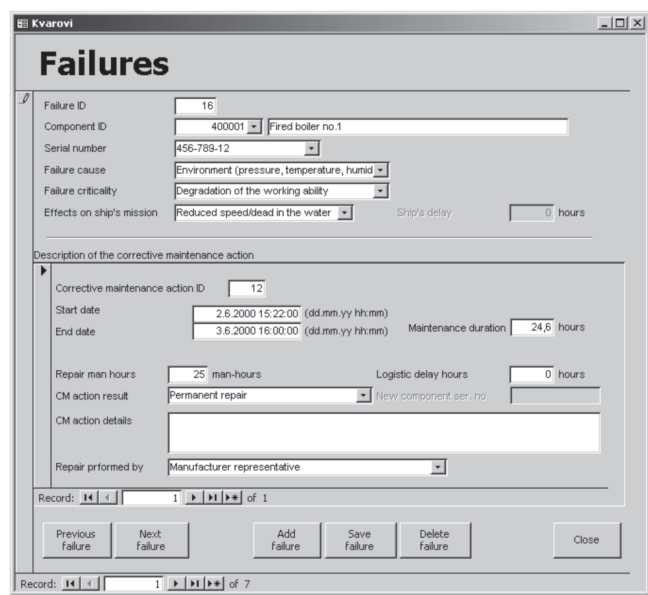 Kvarovi
Failures
Failure ID 16
Component ID 400001 Fired boiler no.1
Serial number 456-789-12
Failure cause Environment (pressure, temperature, humid
Failure criticality Degradation of the working ability
Effects on ship's mission Reduced speed/dead in the water Ship's delay 0 hours
Description of the corrective maintenance action
Corrective maintenance action ID 12
Start date 2.6.2000 15:22:00 (dd.mm.yy hh:mm)
End date 3.6.2000 16:00:00 (dd.mm.yy hh:mm) Maintenance duration 24,6 hours
Repair man hours 25 man-hours Logistic delay hours 0 hours
CM action result Permanent repair New component ser. no.
CM action details
Repair prformed by Manufacturer representative
Record: 1 of 1
Previous failure Next failure Add failure Save failure Delete failure Close
Record: 1 of 7